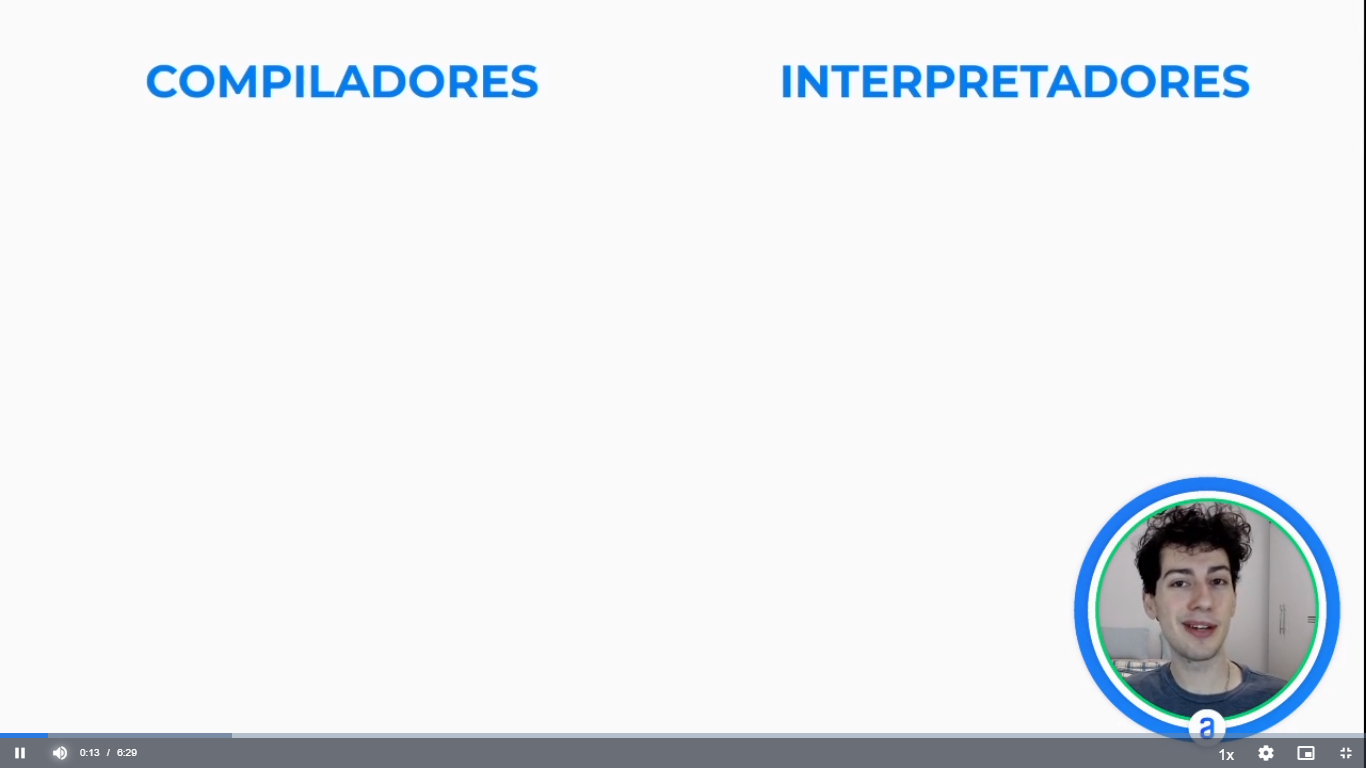 COMPILADORES
INTERPRETADORES
a
0:13 / 6:29
1x